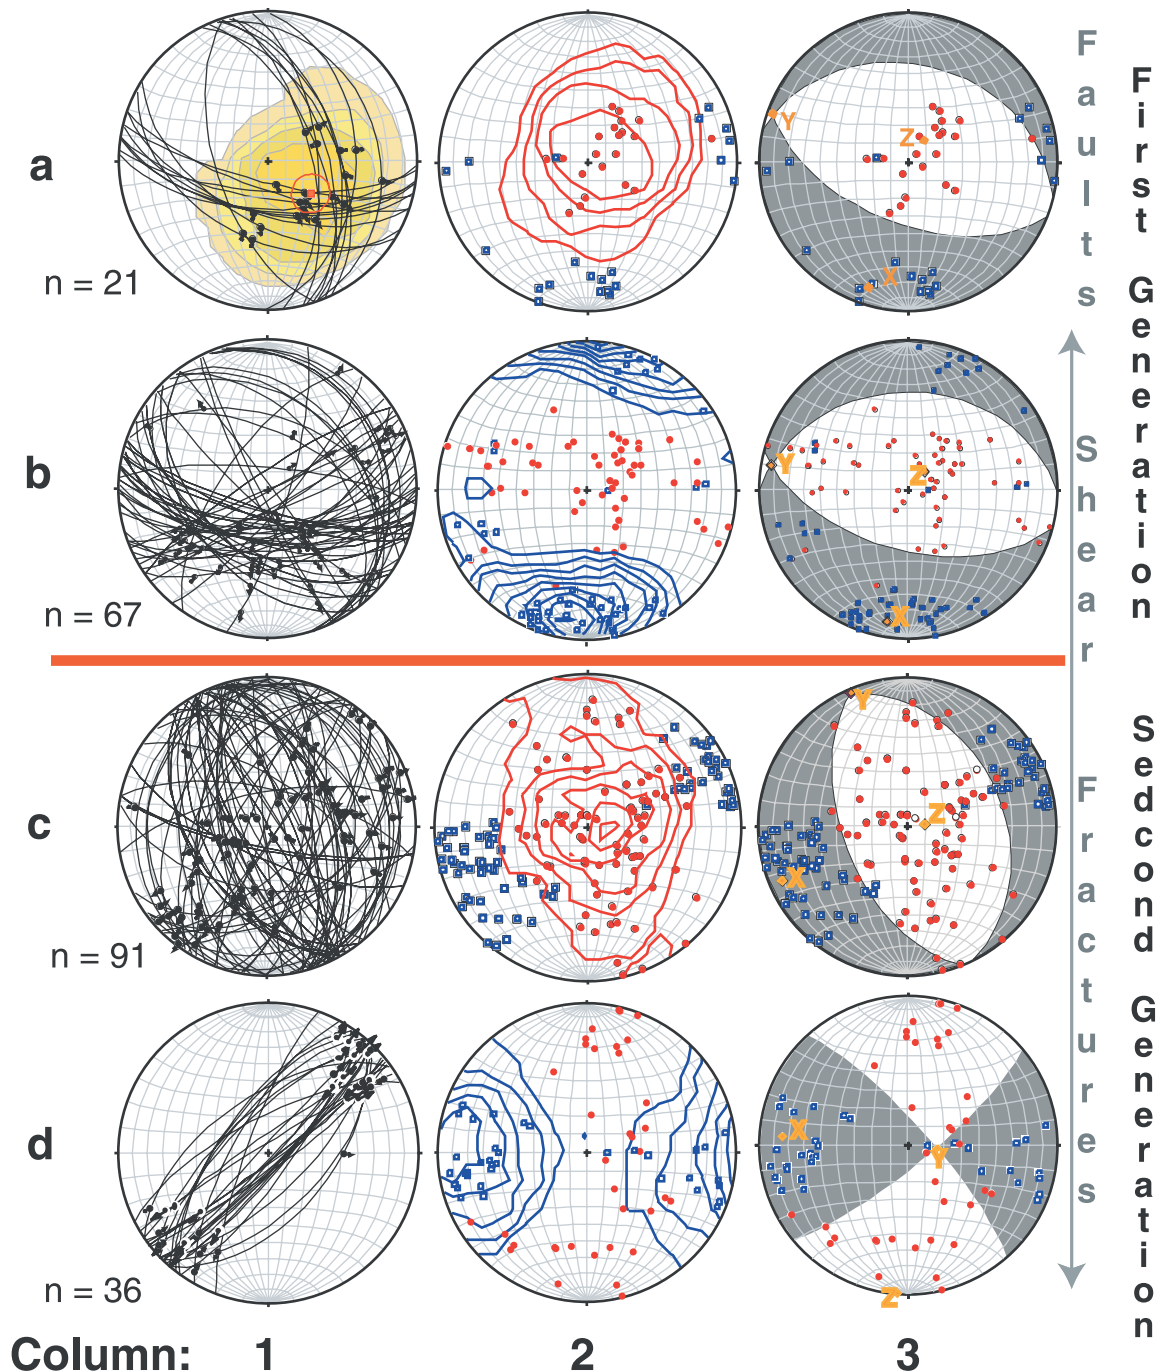 a
n = 21
Y
Z
X
b
n = 67
Y
Z
X
c
n = 91
Y
Z
X
d
n = 36
X
Y
Z
Column: 1 2 3
Faults
Shear Fractures
First Generation
Sedcond Generation